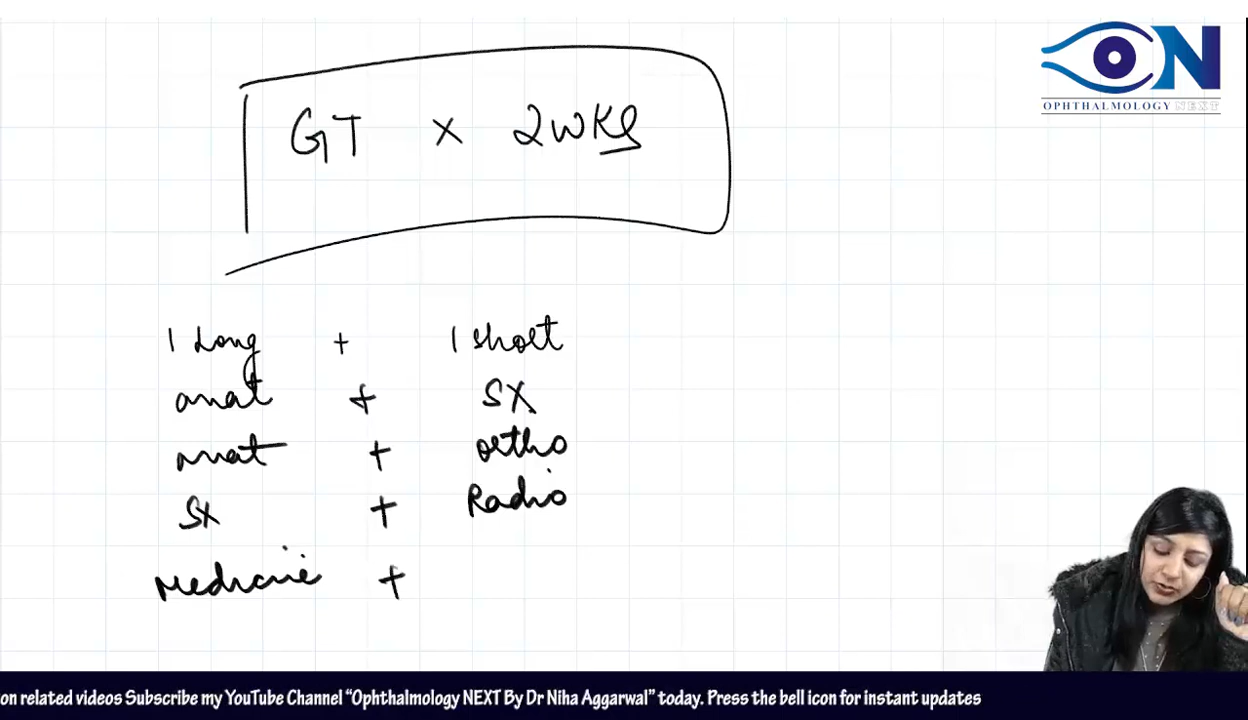 ON
OPHTHALMOLOGY NEXT
GT x 2WKS
1 Long + 1 short
anat + SX
anat + ortho
SX + Radio
Medicine +
on related videos Subscribe my YouTube Channel “Ophthalmology NEXT By Dr Niha Aggarwal” today. Press the bell icon for instant updates